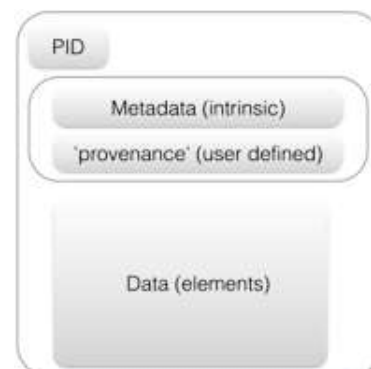 PID
Metadata (intrinsic)
'provenance' (user defined)
Data (elements)